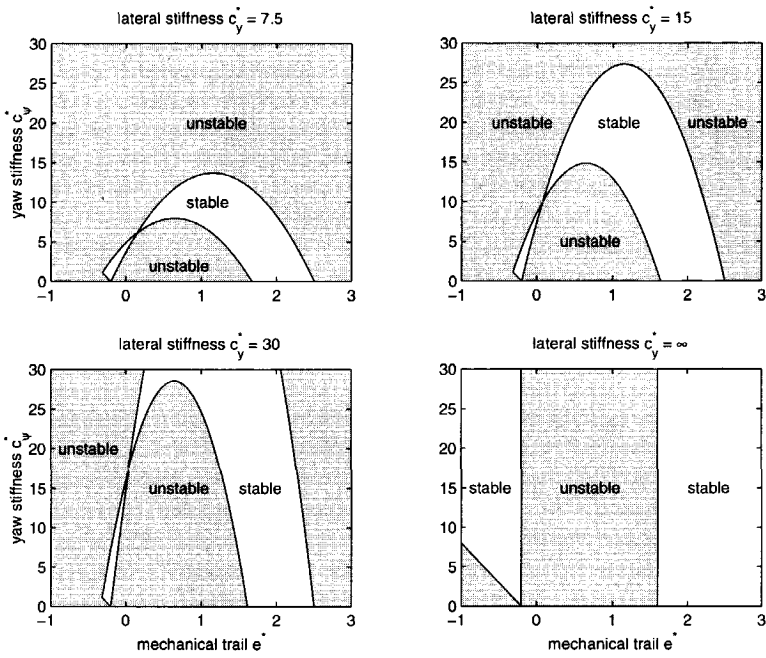 lateral stiffness c*y = 7.5
30
25
20
15
10
5
0
yaw stiffness c*ψ
unstable
stable
unstable
−1
0
1
2
3
lateral stiffness c*y = 15
30
25
20
15
10
5
0
unstable
stable
unstable
unstable
−1
0
1
2
3
lateral stiffness c*y = 30
30
25
20
15
10
5
0
yaw stiffness c*ψ
unstable
unstable
stable
−1
0
1
2
3
mechanical trail e*
lateral stiffness c*y = ∞
30
25
20
15
10
5
0
stable
unstable
stable
−1
0
1
2
3
mechanical trail e*